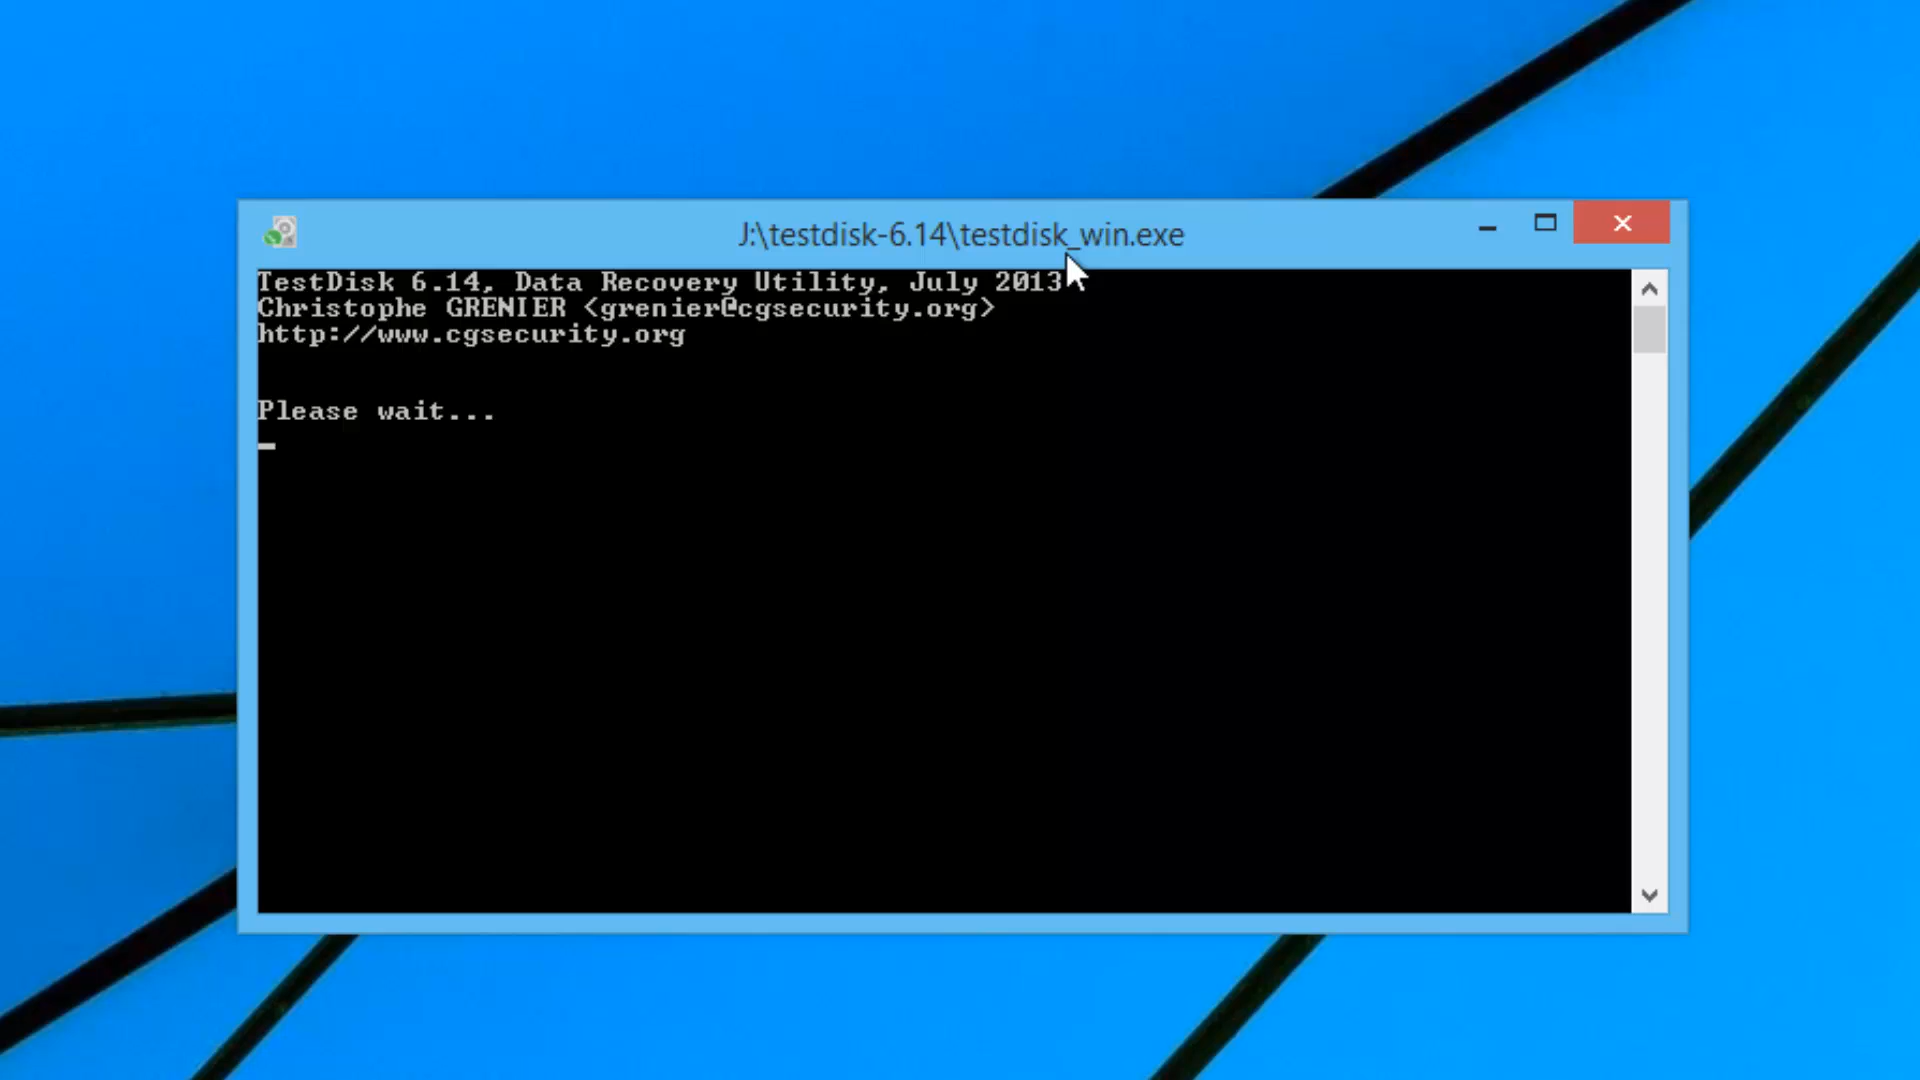 J:\testdisk-6.14\testdisk_win.exe
TestDisk 6.14, Data Recovery Utility, July 2013
Christophe GRENIER <grenier@cgsecurity.org>
http://www.cgsecurity.org
Please wait...